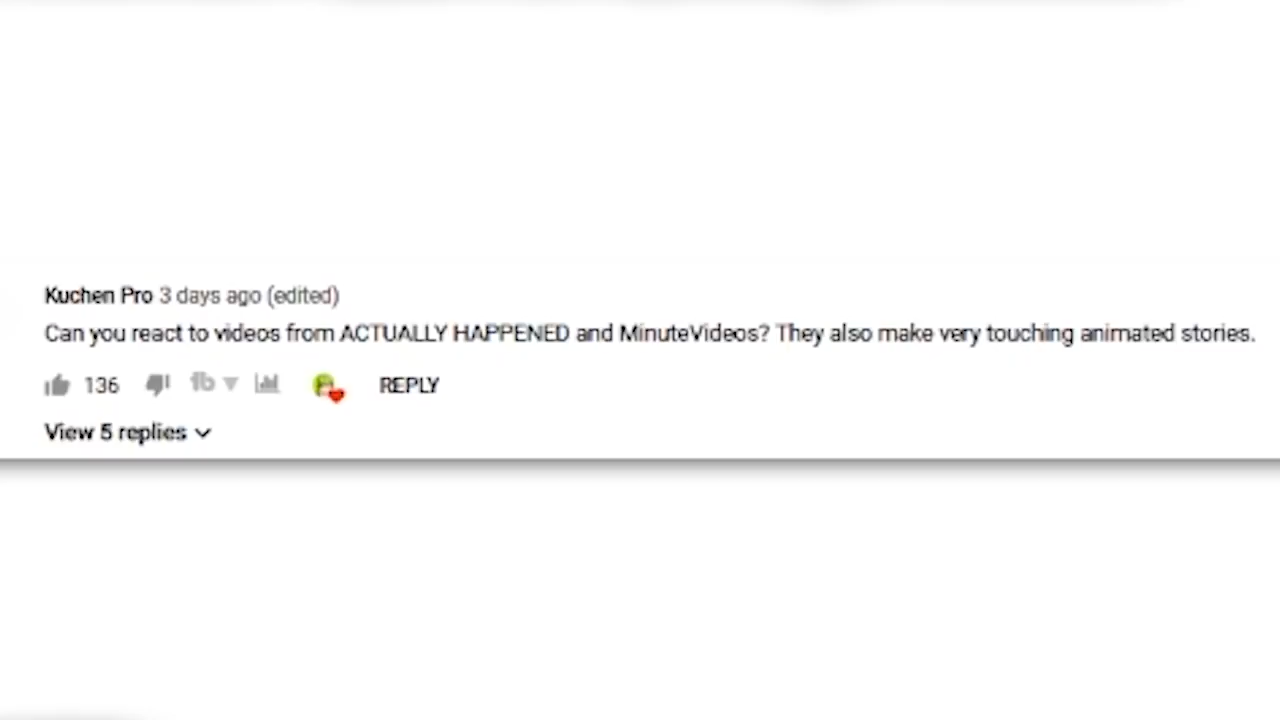 Kuchen Pro 3 days ago (edited)
Can you react to videos from ACTUALLY HAPPENED and MinuteVideos? They also make very touching animated stories.
136 REPLY
View 5 replies